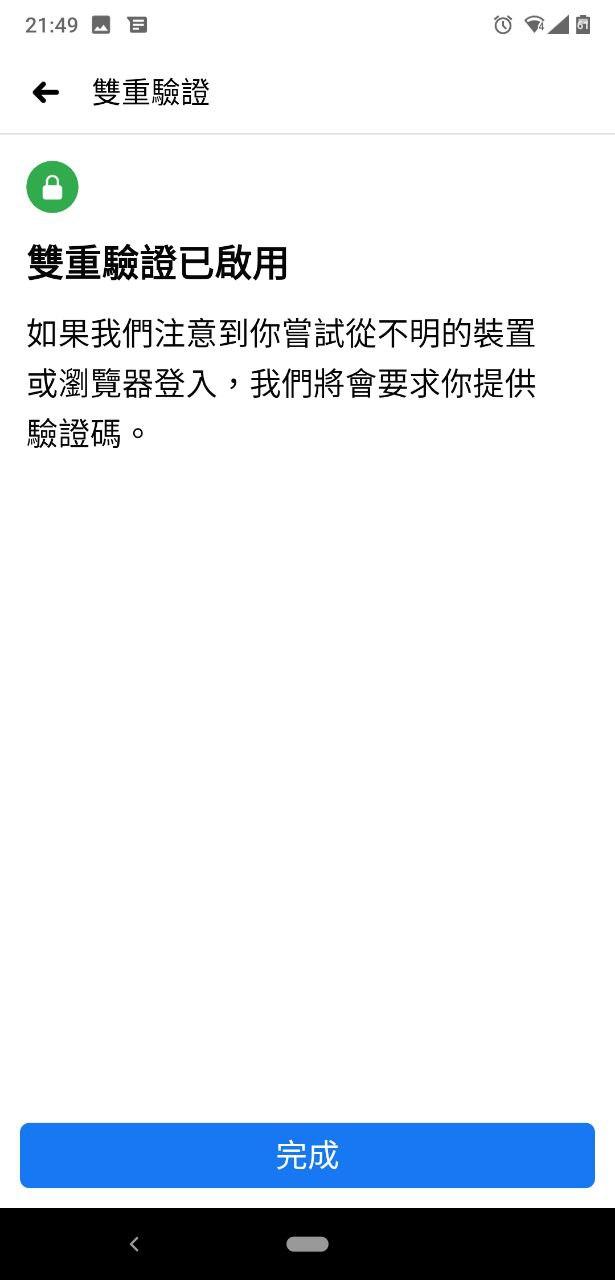 21:49
雙重驗證
雙重驗證已啟用
如果我們注意到你嘗試從不明的裝置
或瀏覽器登入，我們將會要求你提供
驗證碼。
完成